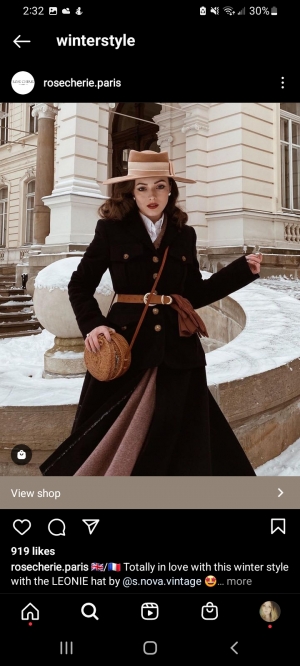 2:32 30%
winterstyle
rosecherie.paris
View shop
919 likes
rosecherie.paris 🇬🇧/🇫🇷 Totally in love with this winter style
with the LEONIE hat by @s.nova.vintage 😍... more